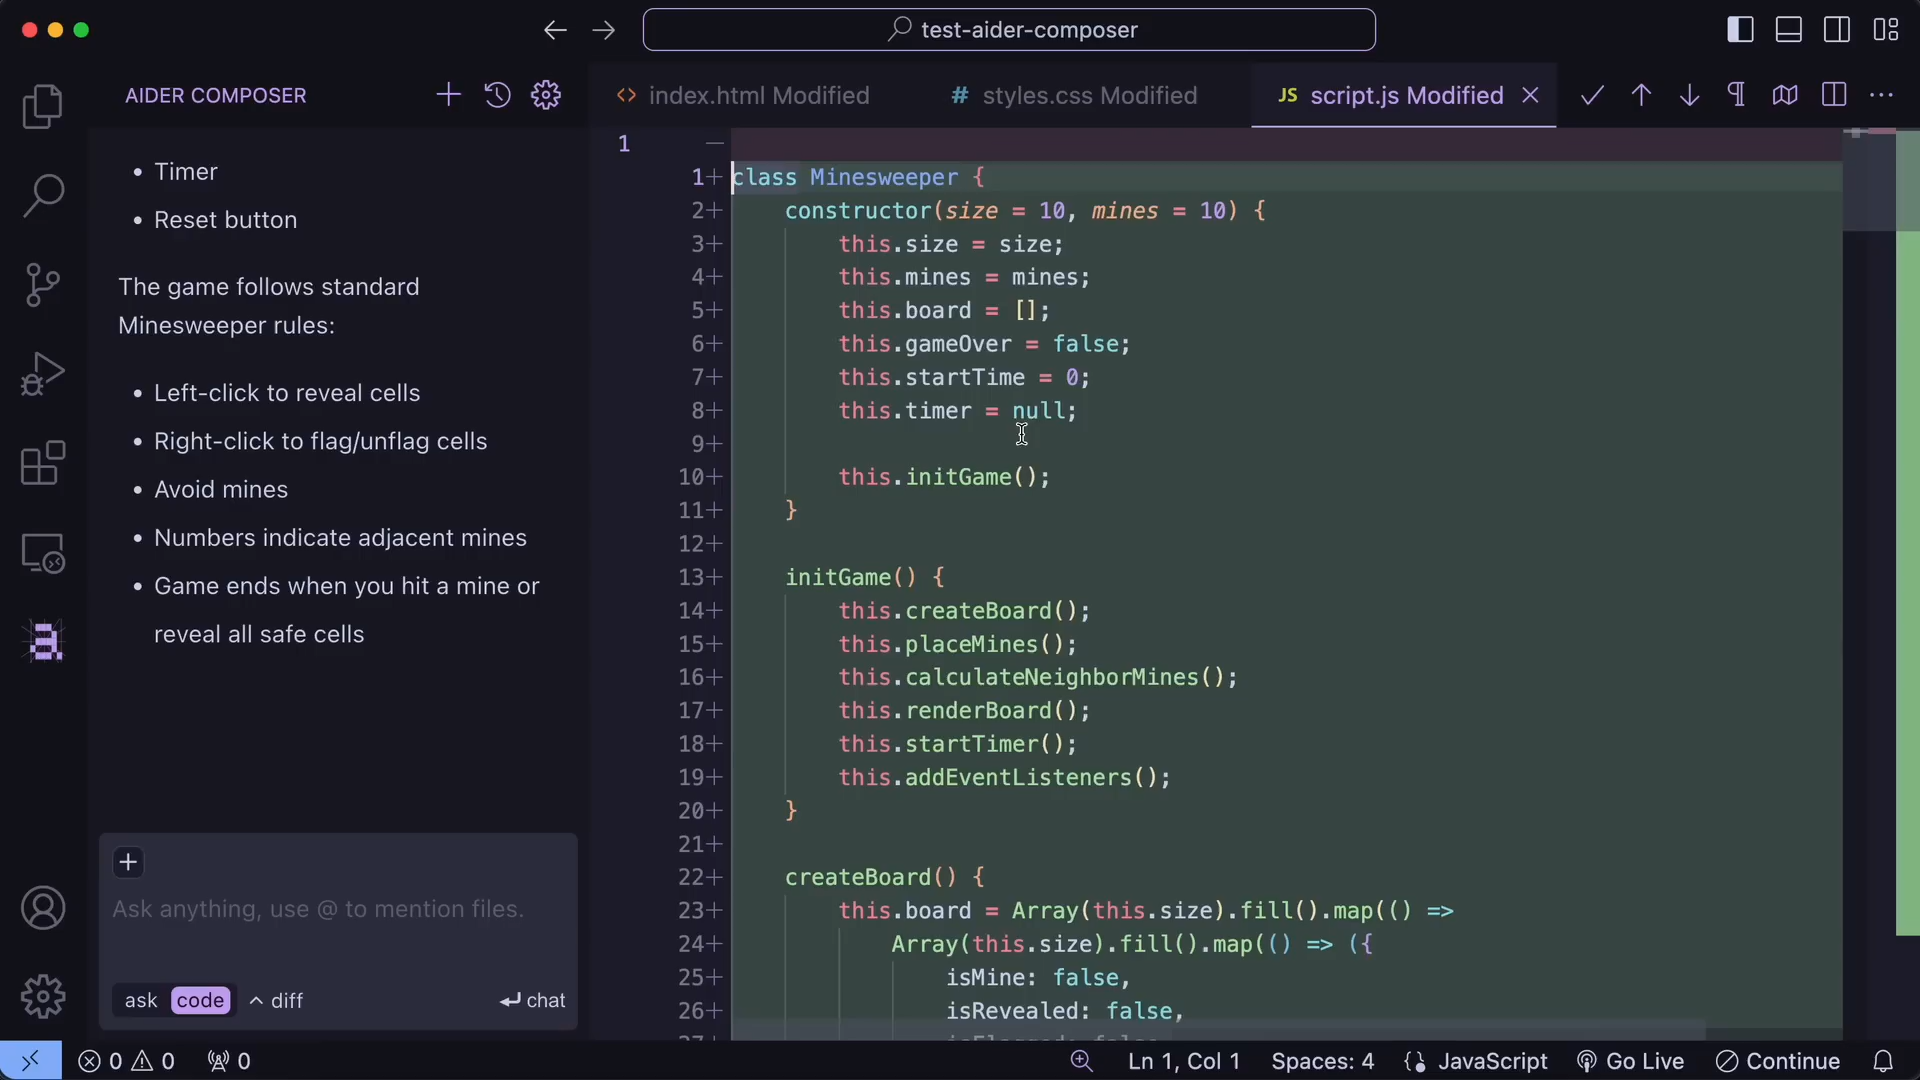 test-aider-composer
AIDER COMPOSER
<> index.html Modified
# styles.css Modified
JS script.js Modified
• Timer
• Reset button
The game follows standard
Minesweeper rules:
• Left-click to reveal cells
• Right-click to flag/unflag cells
• Avoid mines
• Numbers indicate adjacent mines
• Game ends when you hit a mine or
reveal all safe cells
Ask anything, use @ to mention files.
ask code ^ diff
chat
1 —
1+ class Minesweeper {
2+ constructor(size = 10, mines = 10) {
3+ this.size = size;
4+ this.mines = mines;
5+ this.board = [];
6+ this.gameOver = false;
7+ this.startTime = 0;
8+ this.timer = null;
9+
10+ this.initGame();
11+ }
12+
13+ initGame() {
14+ this.createBoard();
15+ this.placeMines();
16+ this.calculateNeighborMines();
17+ this.renderBoard();
18+ this.startTimer();
19+ this.addEventListeners();
20+ }
21+
22+ createBoard() {
23+ this.board = Array(this.size).fill().map(() =>
24+ Array(this.size).fill().map(() => ({
25+ isMine: false,
26+ isRevealed: false,
0 0 0
Ln 1, Col 1 Spaces: 4 {} JavaScript Go Live Continue